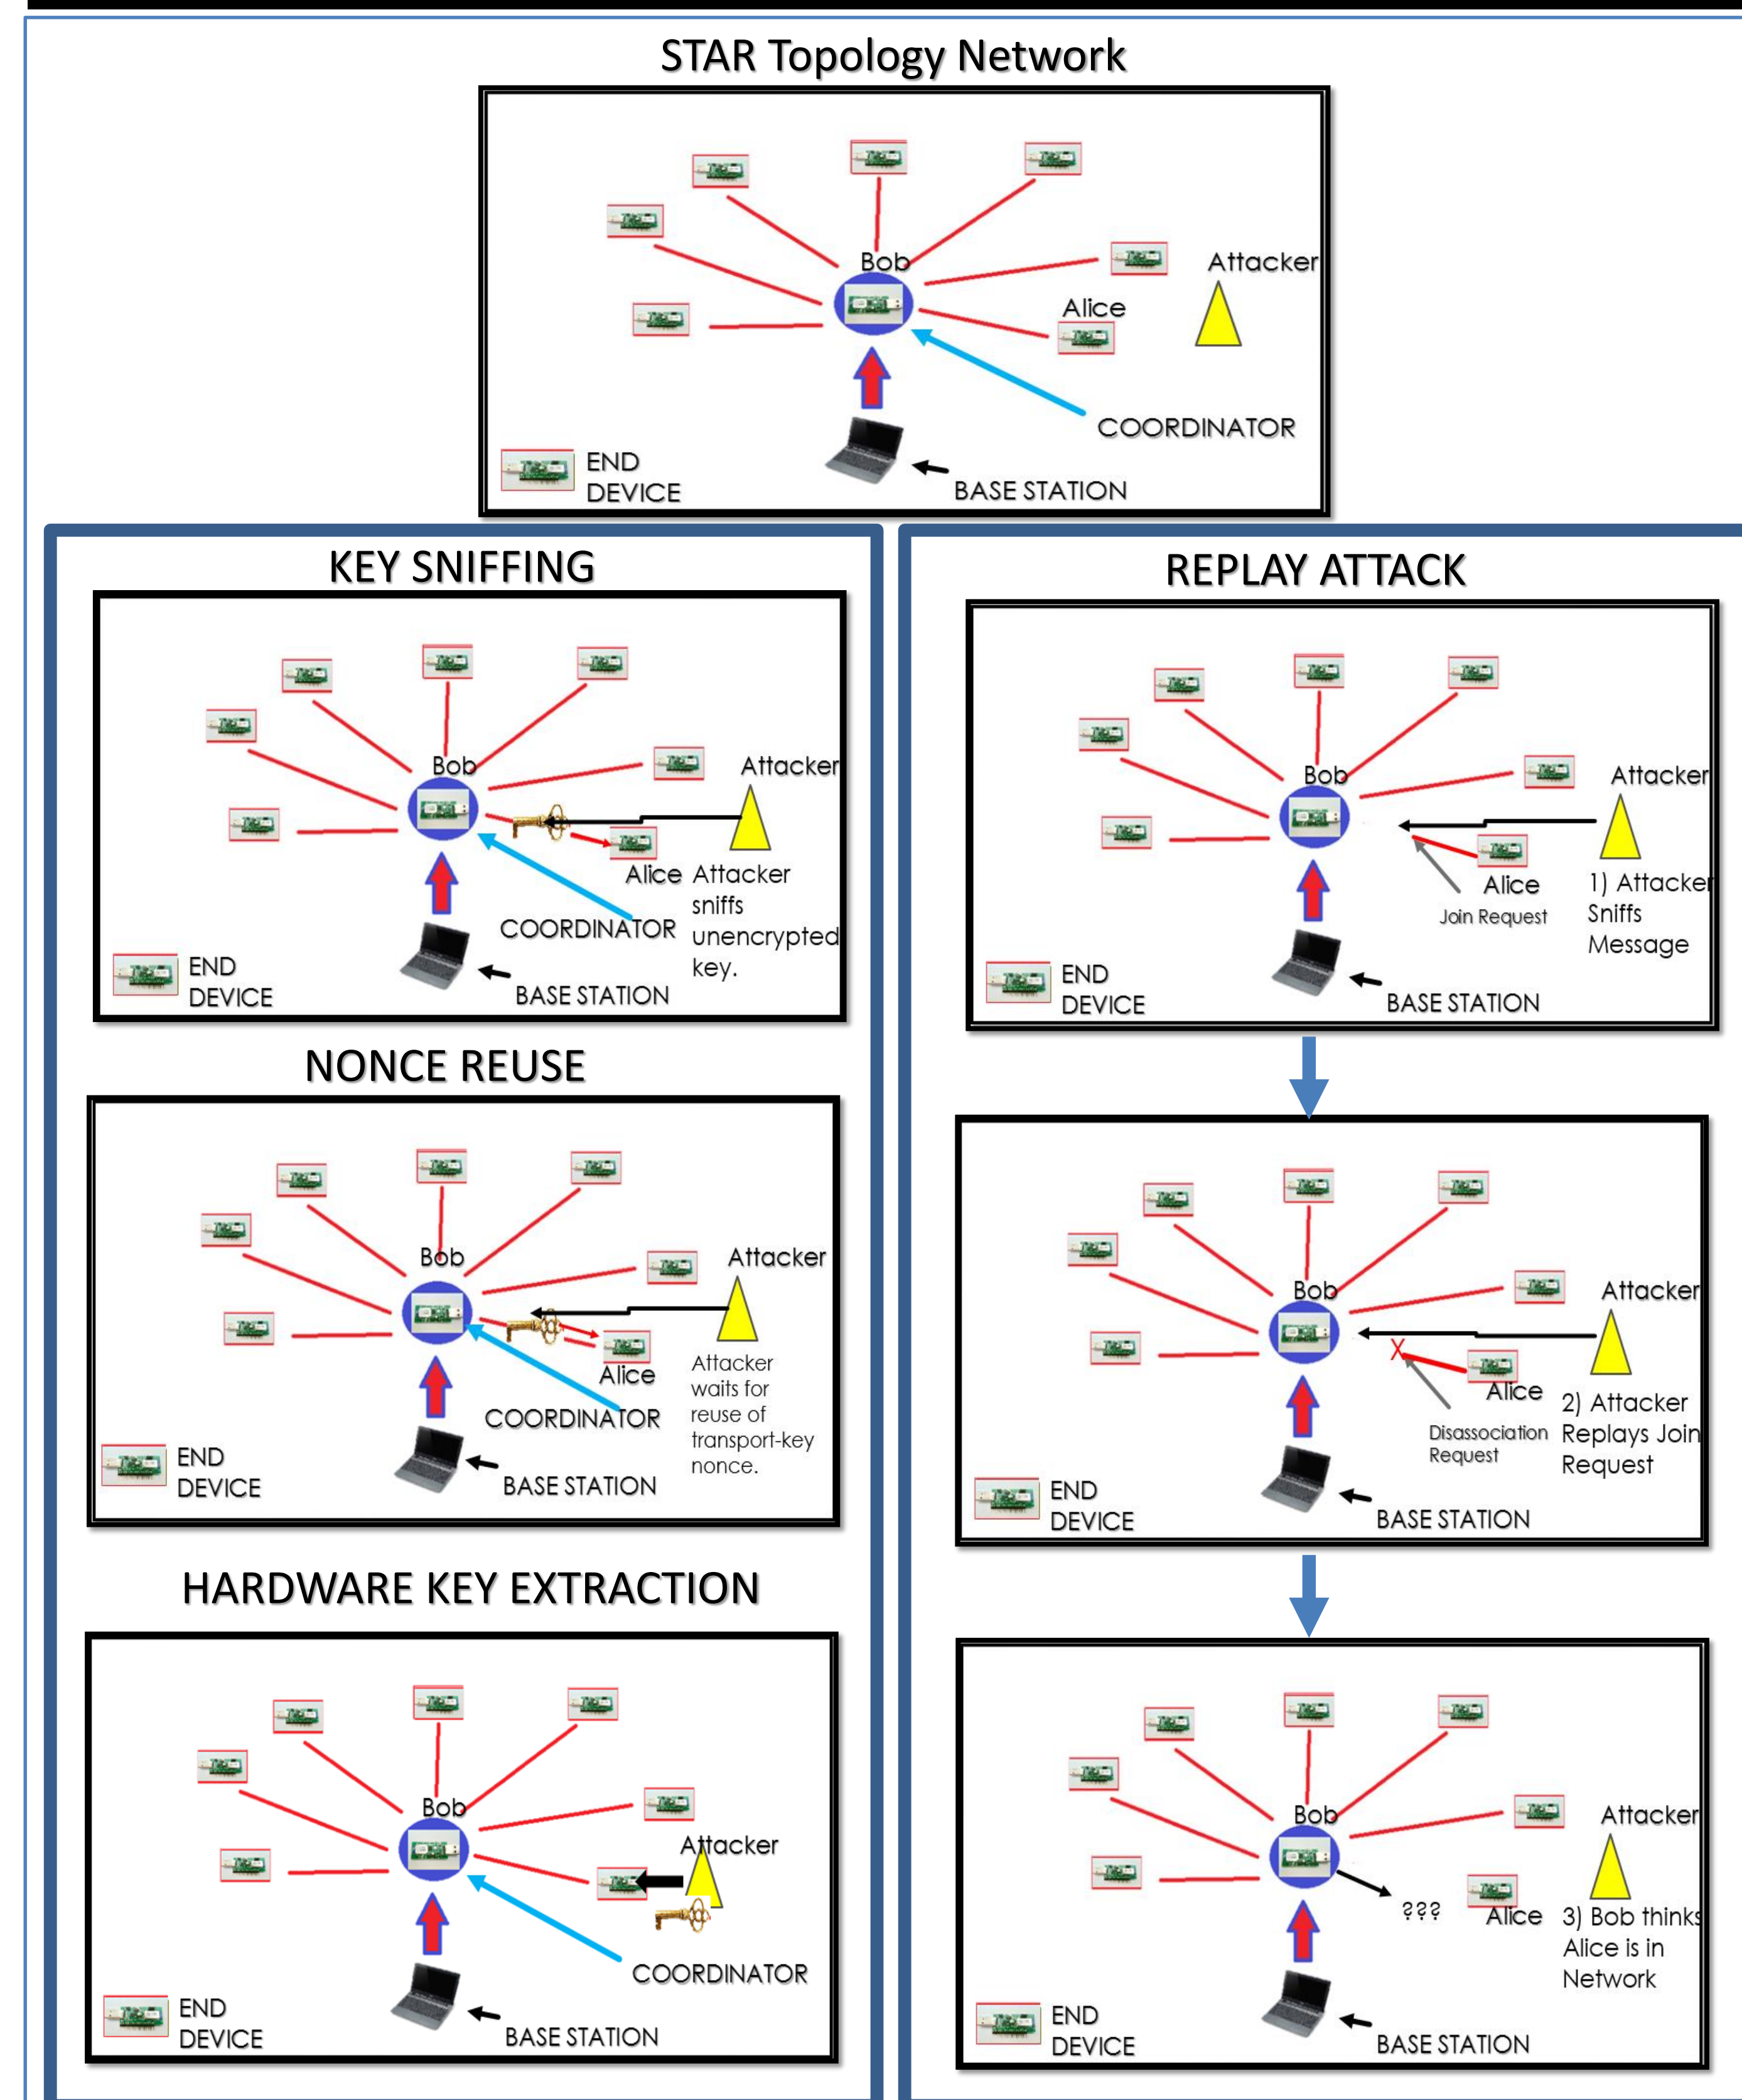 STAR Topology Network
Bob
Attacker
Alice
COORDINATOR
END
DEVICE
BASE STATION
KEY SNIFFING
Bob
Attacker
Alice
Attacker
sniffs
unencrypted
key.
COORDINATOR
END
DEVICE
BASE STATION
NONCE REUSE
Bob
Attacker
Alice
Attacker
waits for
reuse of
transport-key
nonce.
COORDINATOR
END
DEVICE
BASE STATION
HARDWARE KEY EXTRACTION
Bob
Attacker
COORDINATOR
END
DEVICE
BASE STATION
REPLAY ATTACK
Bob
Attacker
Alice
Join Request
1) Attacker
Sniffs
Message
END
DEVICE
BASE STATION
Bob
Attacker
X
Alice
Disassociation
Request
2) Attacker
Replays Join
Request
END
DEVICE
BASE STATION
Bob
Attacker
???
Alice
3) Bob thinks
Alice is in
Network
END
DEVICE
BASE STATION